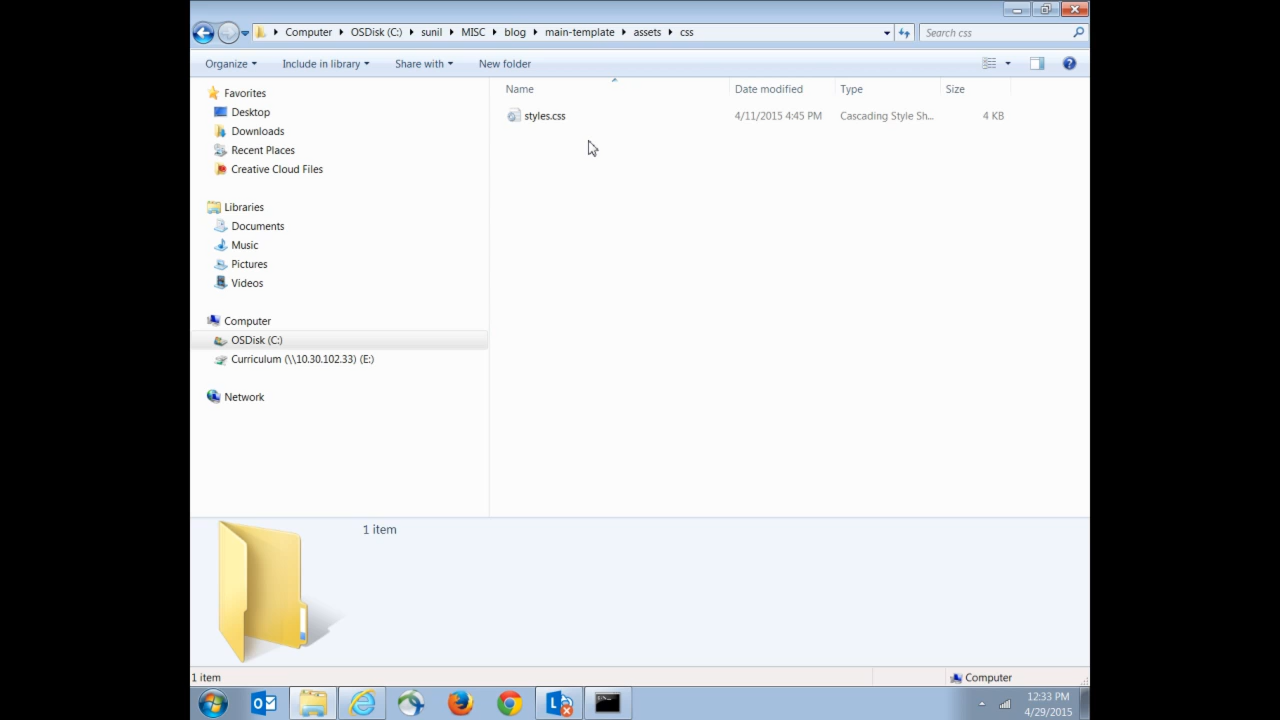 Computer OSDisk (C:) sunil MISC blog main-template assets css Search css
Organize Include in library Share with New folder
Name Date modified Type Size
styles.css 4/11/2015 4:45 PM Cascading Style Sh... 4 KB
Favorites
Desktop
Downloads
Recent Places
Creative Cloud Files
Libraries
Documents
Music
Pictures
Videos
Computer
OSDisk (C:)
Curriculum (\\10.30.102.33) (E:)
Network
1 item
1 item Computer
12:33 PM
4/29/2015